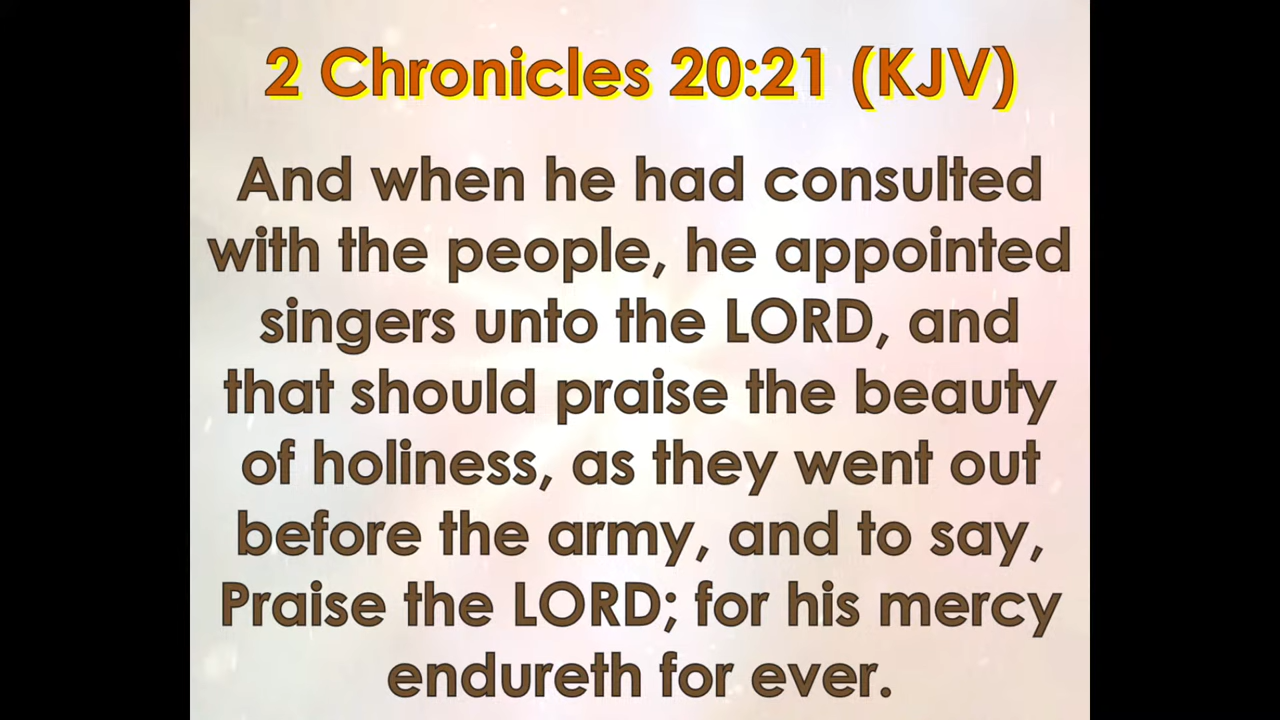 2 Chronicles 20:21 (KJV)
And when he had consulted
with the people, he appointed
singers unto the LORD, and
that should praise the beauty
of holiness, as they went out
before the army, and to say,
Praise the LORD; for his mercy
endureth for ever.